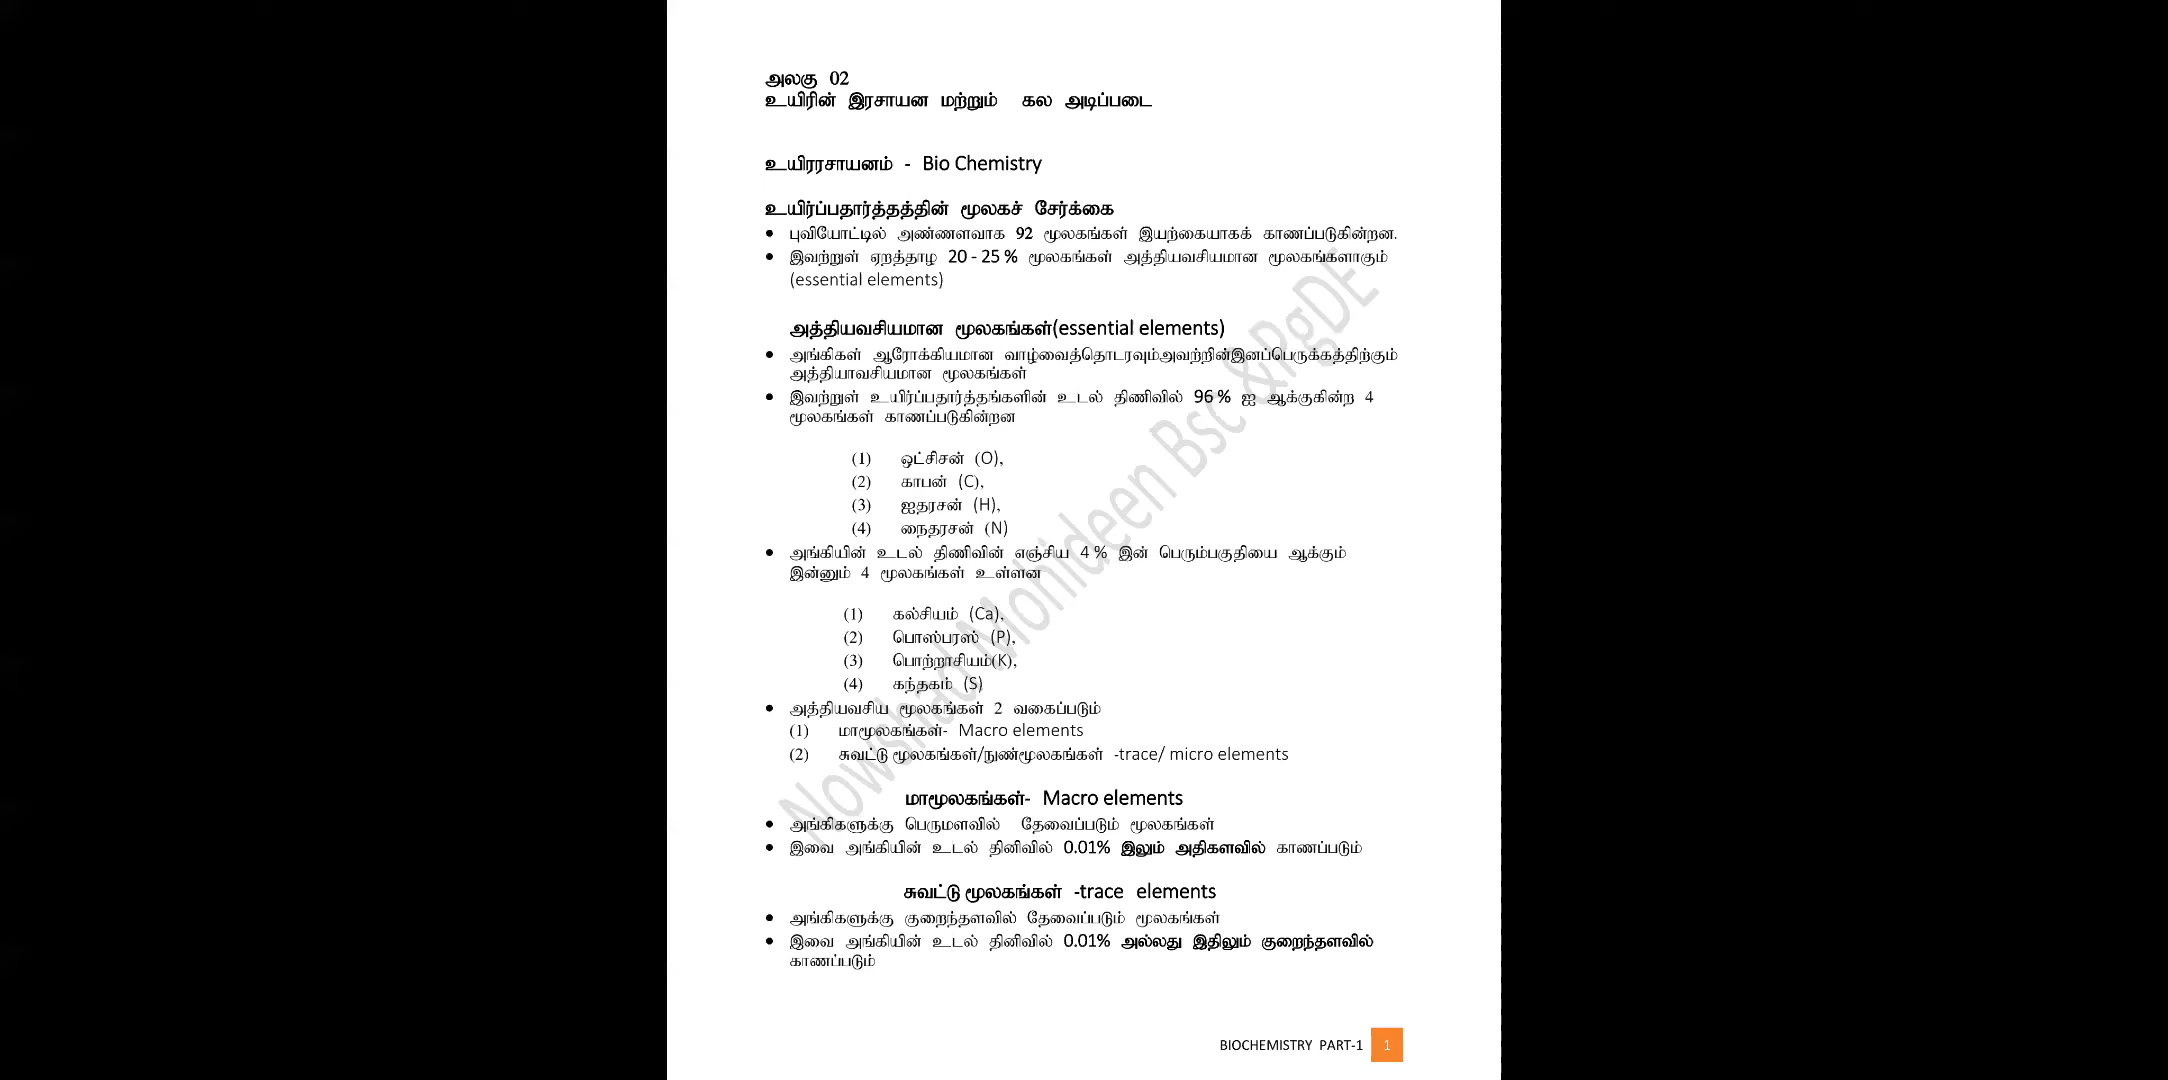 அலகு 02
உயிரின் இரசாயன மற்றும் கல அடிப்படை
உயிரரசாயனம் - Bio Chemistry
உயிர்ப்பதார்த்தத்தின் மூலகச் சேர்க்கை
• புவியோட்டில் அண்ணளவாக 92 மூலகங்கள் இயற்கையாகக் காணப்படுகின்றன.
• இவற்றுள் ஏறத்தாழ 20 - 25 % மூலகங்கள் அத்தியவசியமான மூலகங்களாகும்
(essential elements)
அத்தியவசியமான மூலகங்கள்(essential elements)
• அங்கிகள் ஆரோக்கியமான வாழ்வைத்தொடரவும்அவற்றின்இனப்பெருக்கத்திற்கும்
அத்தியாவசியமான மூலகங்கள்
• இவற்றுள் உயிர்ப்பதார்த்தங்களின் உடல் திணிவில் 96 % ஐ ஆக்குகின்ற 4
மூலகங்கள் காணப்படுகின்றன
(1) ஒட்சிசன் (O),
(2) காபன் (C),
(3) ஐதரசன் (H),
(4) நைதரசன் (N)
• அங்கியின் உடல் திணிவின் எஞ்சிய 4 % இன் பெரும்பகுதியை ஆக்கும்
இன்னும் 4 மூலகங்கள் உள்ளன
(1) கல்சியம் (Ca),
(2) பொஸ்பரஸ் (P),
(3) பொற்றாசியம்(K),
(4) கந்தகம் (S)
• அத்தியவசிய மூலகங்கள் 2 வகைப்படும்
(1) மாமூலகங்கள்- Macro elements
(2) சுவட்டு மூலகங்கள்/நுண்மூலகங்கள் -trace/ micro elements
மாமூலகங்கள்- Macro elements
• அங்கிகளுக்கு பெருமளவில் தேவைப்படும் மூலகங்கள்
• இவை அங்கியின் உடல் தினிவில் 0.01% இலும் அதிகளவில் காணப்படும்
சுவட்டு மூலகங்கள் -trace elements
• அங்கிகளுக்கு குறைந்தளவில் தேவைப்படும் மூலகங்கள்
• இவை அங்கியின் உடல் தினிவில் 0.01% அல்லது இதிலும் குறைந்தளவில்
காணப்படும்
Nowshad Mohideen Bsc &PgDE
BIOCHEMISTRY PART-1 1